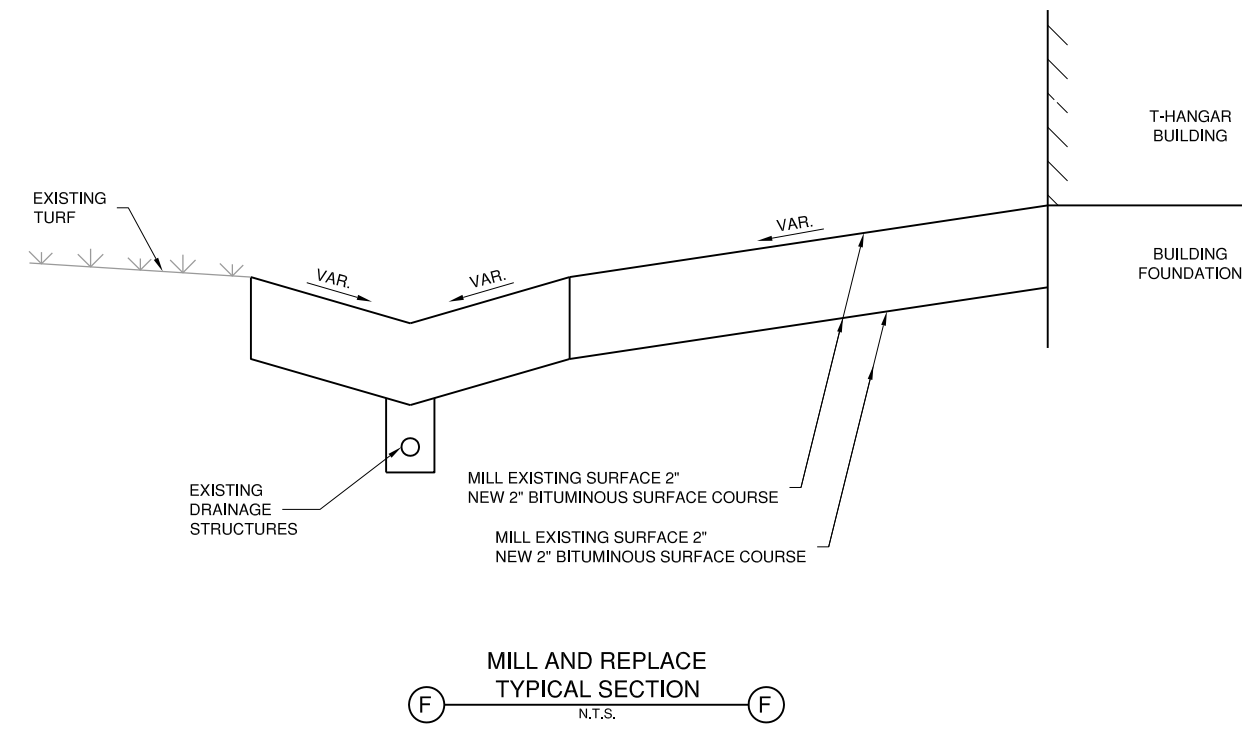 T-HANGAR
BUILDING
EXISTING
TURF
VAR.
VAR.
VAR.
BUILDING
FOUNDATION
EXISTING
DRAINAGE
STRUCTURES
MILL EXISTING SURFACE 2"
NEW 2" BITUMINOUS SURFACE COURSE
MILL EXISTING SURFACE 2"
NEW 2" BITUMINOUS SURFACE COURSE
MILL AND REPLACE
TYPICAL SECTION
F
F
N.T.S.